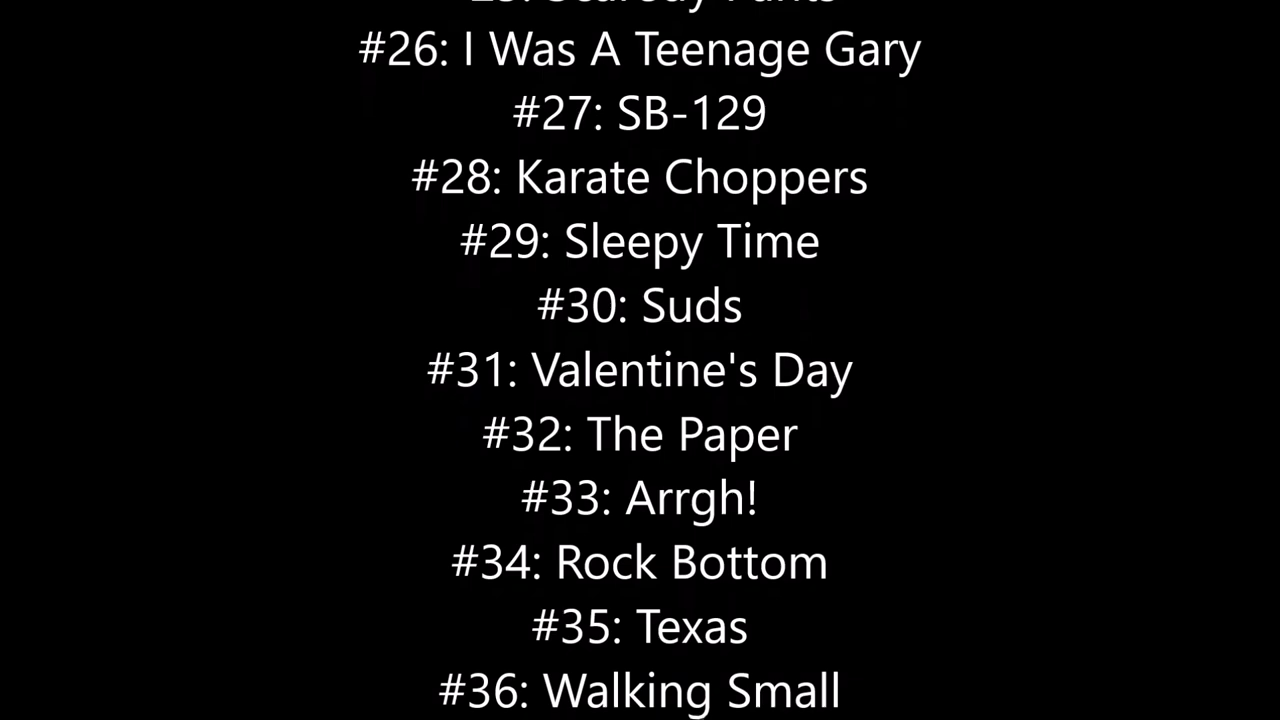 #26: I Was A Teenage Gary
#27: SB-129
#28: Karate Choppers
#29: Sleepy Time
#30: Suds
#31: Valentine's Day
#32: The Paper
#33: Arrgh!
#34: Rock Bottom
#35: Texas
#36: Walking Small